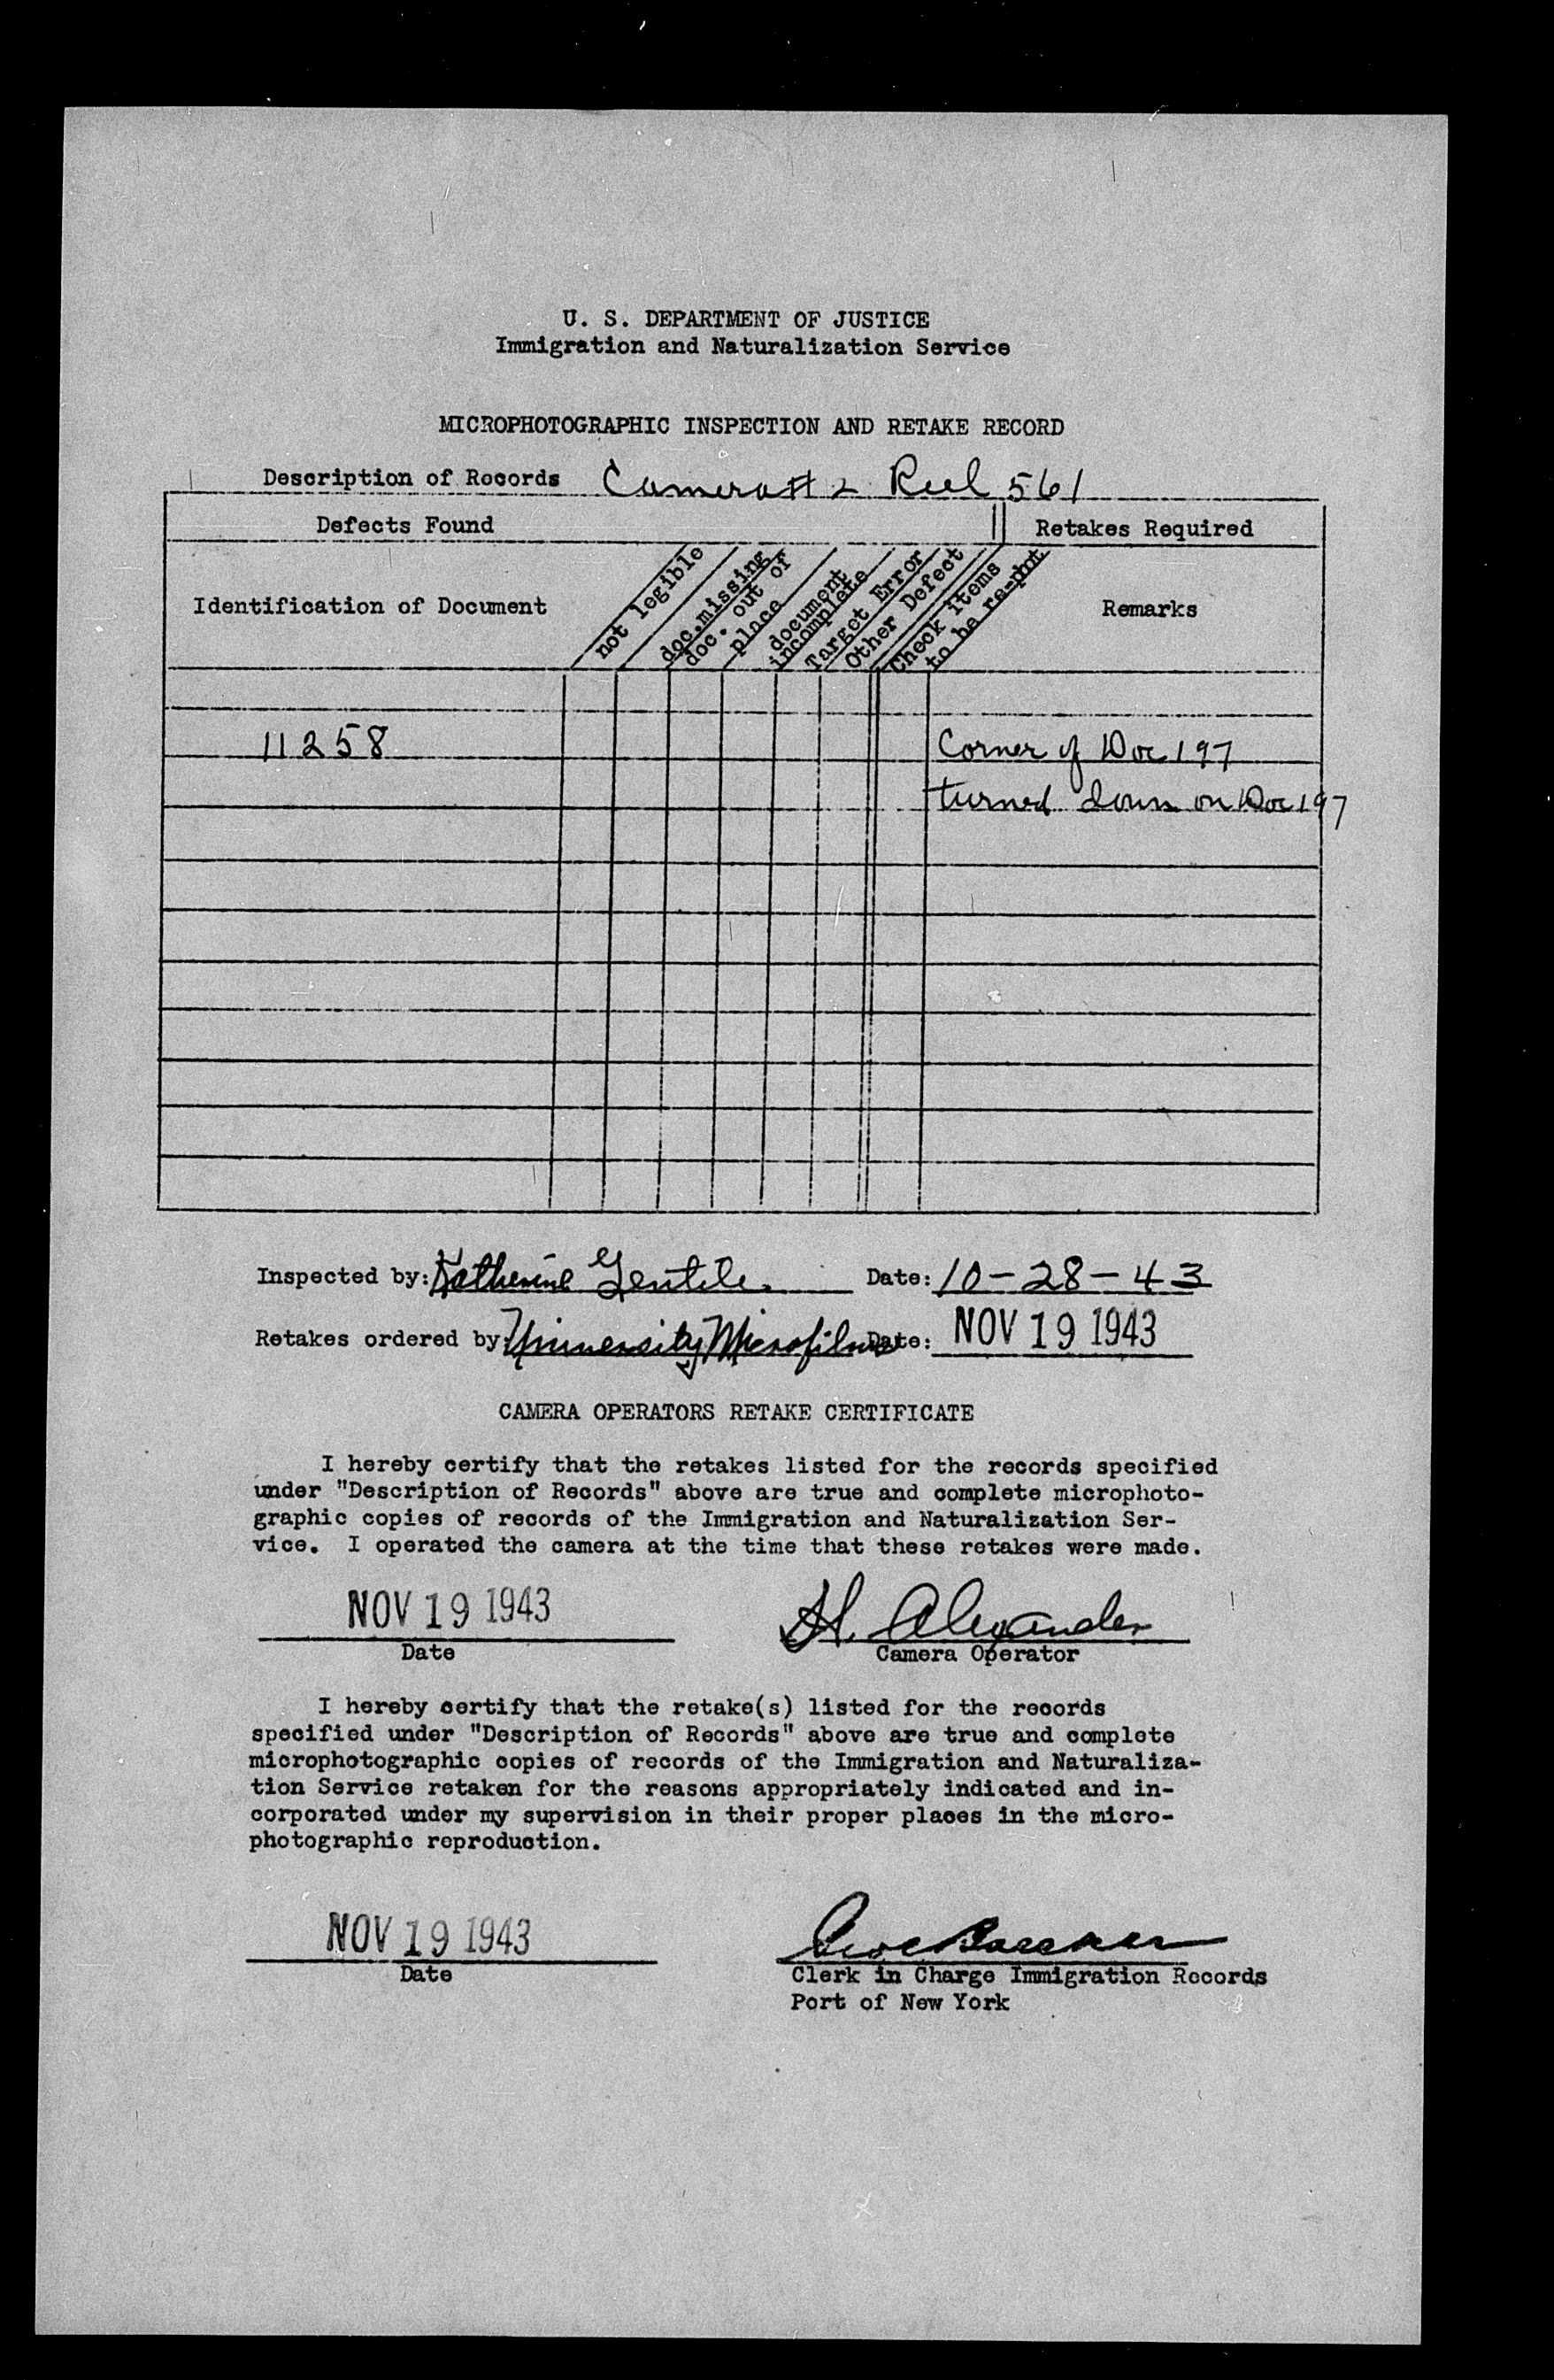 U. S. DEPARTMENT OF JUSTICE
Immigration and Naturalization Service
MICROPHOTOGRAPHIC INSPECTION AND RETAKE RECORD
Description of Records Camera # 2 Reel 561
Defects Found
Retakes Required
Identification of Document
not legible
doc. missing
doc. out of
place
document
incomplete
Target Error
Other Defect
Check items
to be re-phot
Remarks
11258
Corner of Doc 197
turned down on Doc 197
Inspected by: Katherine Gentile Date: 10-28-43
Retakes ordered by: University Microfilms Date: NOV 19 1943
CAMERA OPERATORS RETAKE CERTIFICATE
I hereby certify that the retakes listed for the records specified
under "Description of Records" above are true and complete microphoto-
graphic copies of records of the Immigration and Naturalization Ser-
vice. I operated the camera at the time that these retakes were made.
NOV 19 1943
H. Alexander
Date
Camera Operator
I hereby certify that the retake(s) listed for the records
specified under "Description of Records" above are true and complete
microphotographic copies of records of the Immigration and Naturaliza-
tion Service retaken for the reasons appropriately indicated and in-
corporated under my supervision in their proper places in the micro-
photographic reproduction.
NOV 19 1943
Date
Clerk in Charge Immigration Records
Port of New York